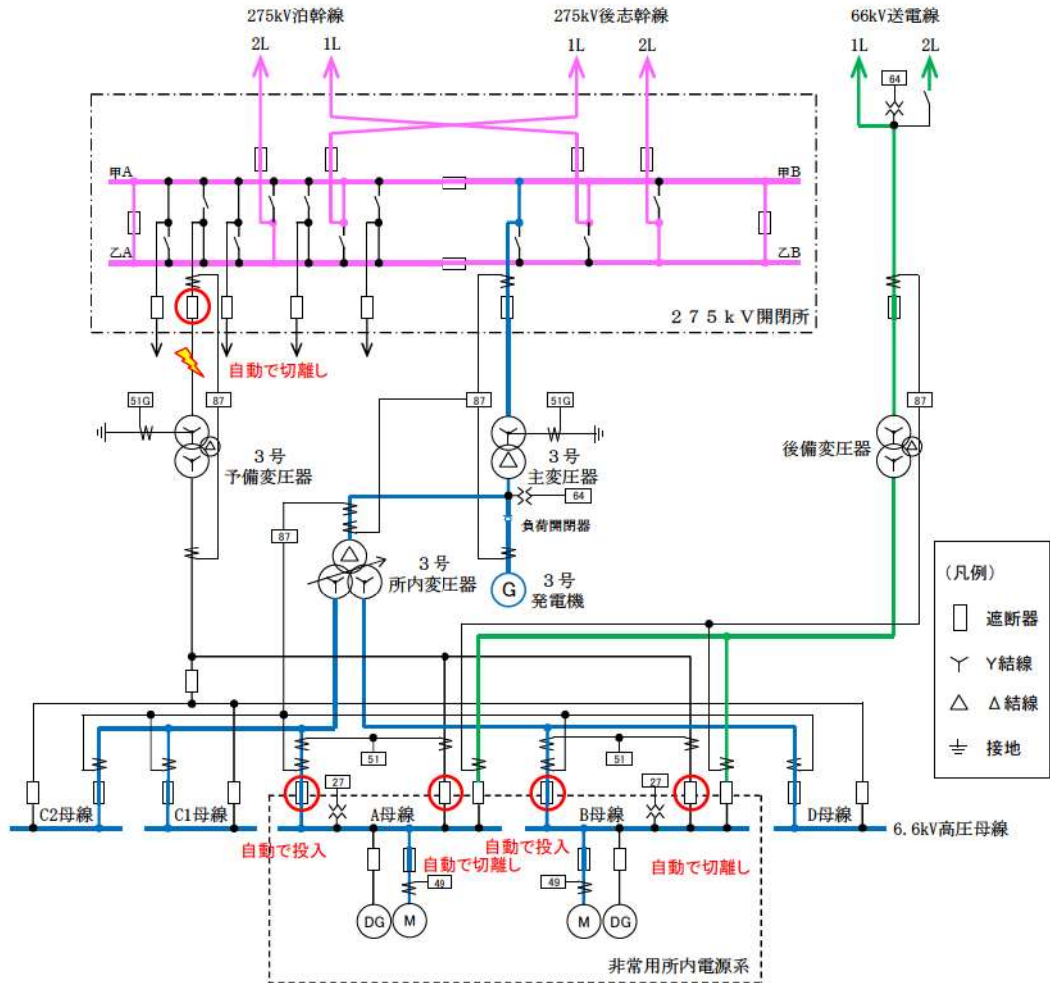 275kV泊幹線
275kV後志幹線
66kV送電線
2L
1L
1L
2L
1L
2L
64
甲A
甲B
乙A
乙B
275kV開閉所
自動で切離し
51G
87
87
51G
87
3号
予備変圧器
3号
主変圧器
後備変圧器
64
87
負荷開閉器
3号
所内変圧器
G
3号
発電機
(凡例)
遮断器
Y結線
Δ結線
接地
51
51
27
27
C2母線
C1母線
A母線
B母線
D母線
6.6kV高圧母線
自動で投入
自動で切離し
自動で投入
自動で切離し
49
49
DG
M
M
DG
非常用所内電源系